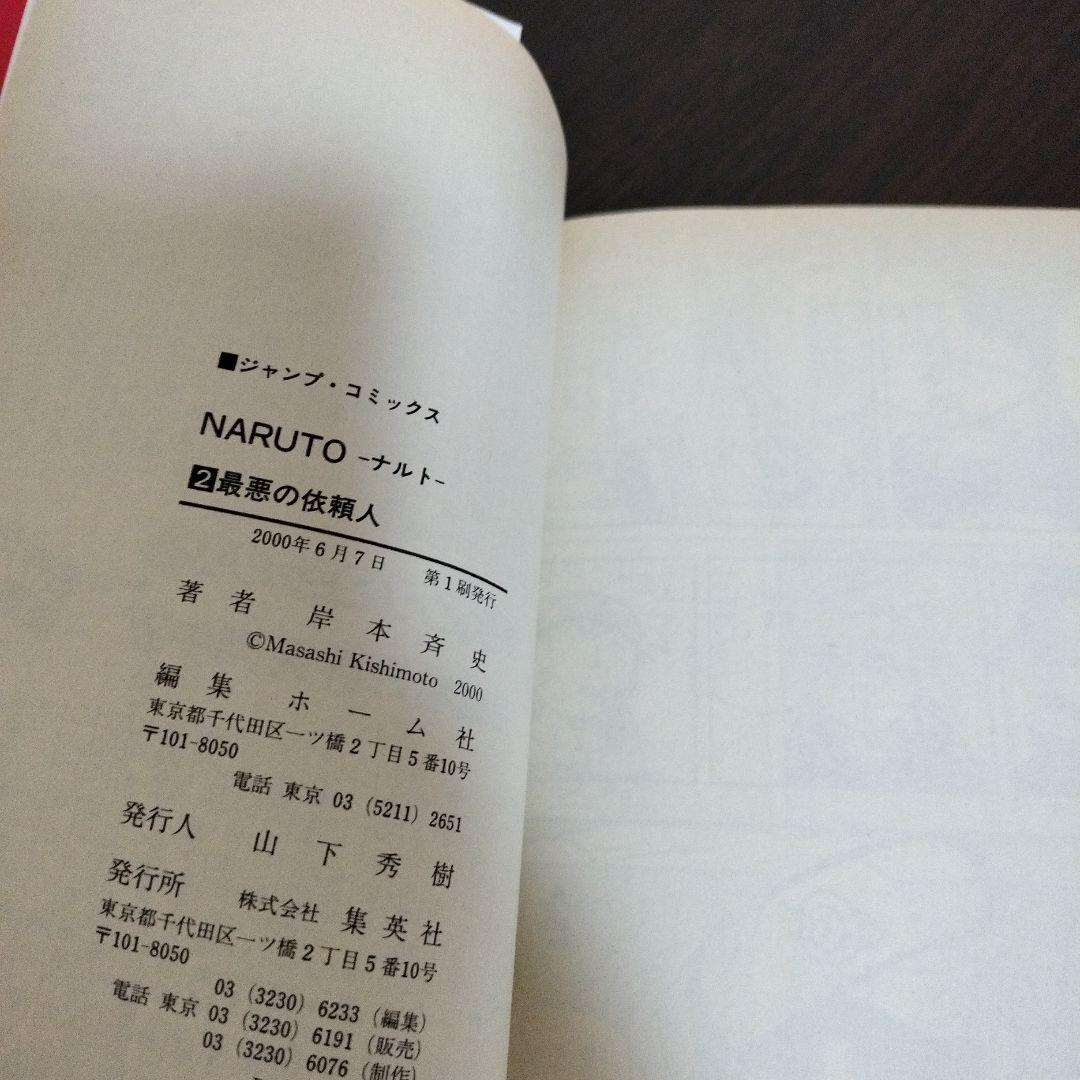 ■ジャンプ・コミックス
NARUTO -ナルト-
2最悪の依頼人
2000年6月7日 第1刷発行
著者 岸本斉史
©Masashi Kishimoto 2000
編集 ホーム社
東京都千代田区一ツ橋2丁目5番10号
〒101-8050
電話 東京 03 (5211) 2651
発行人 山下秀樹
発行所 株式会社 集英社
東京都千代田区一ツ橋2丁目5番10号
〒101-8050
03 (3230) 6233 (編集)
電話 東京 03 (3230) 6191 (販売)
03 (3230) 6076 (制作)